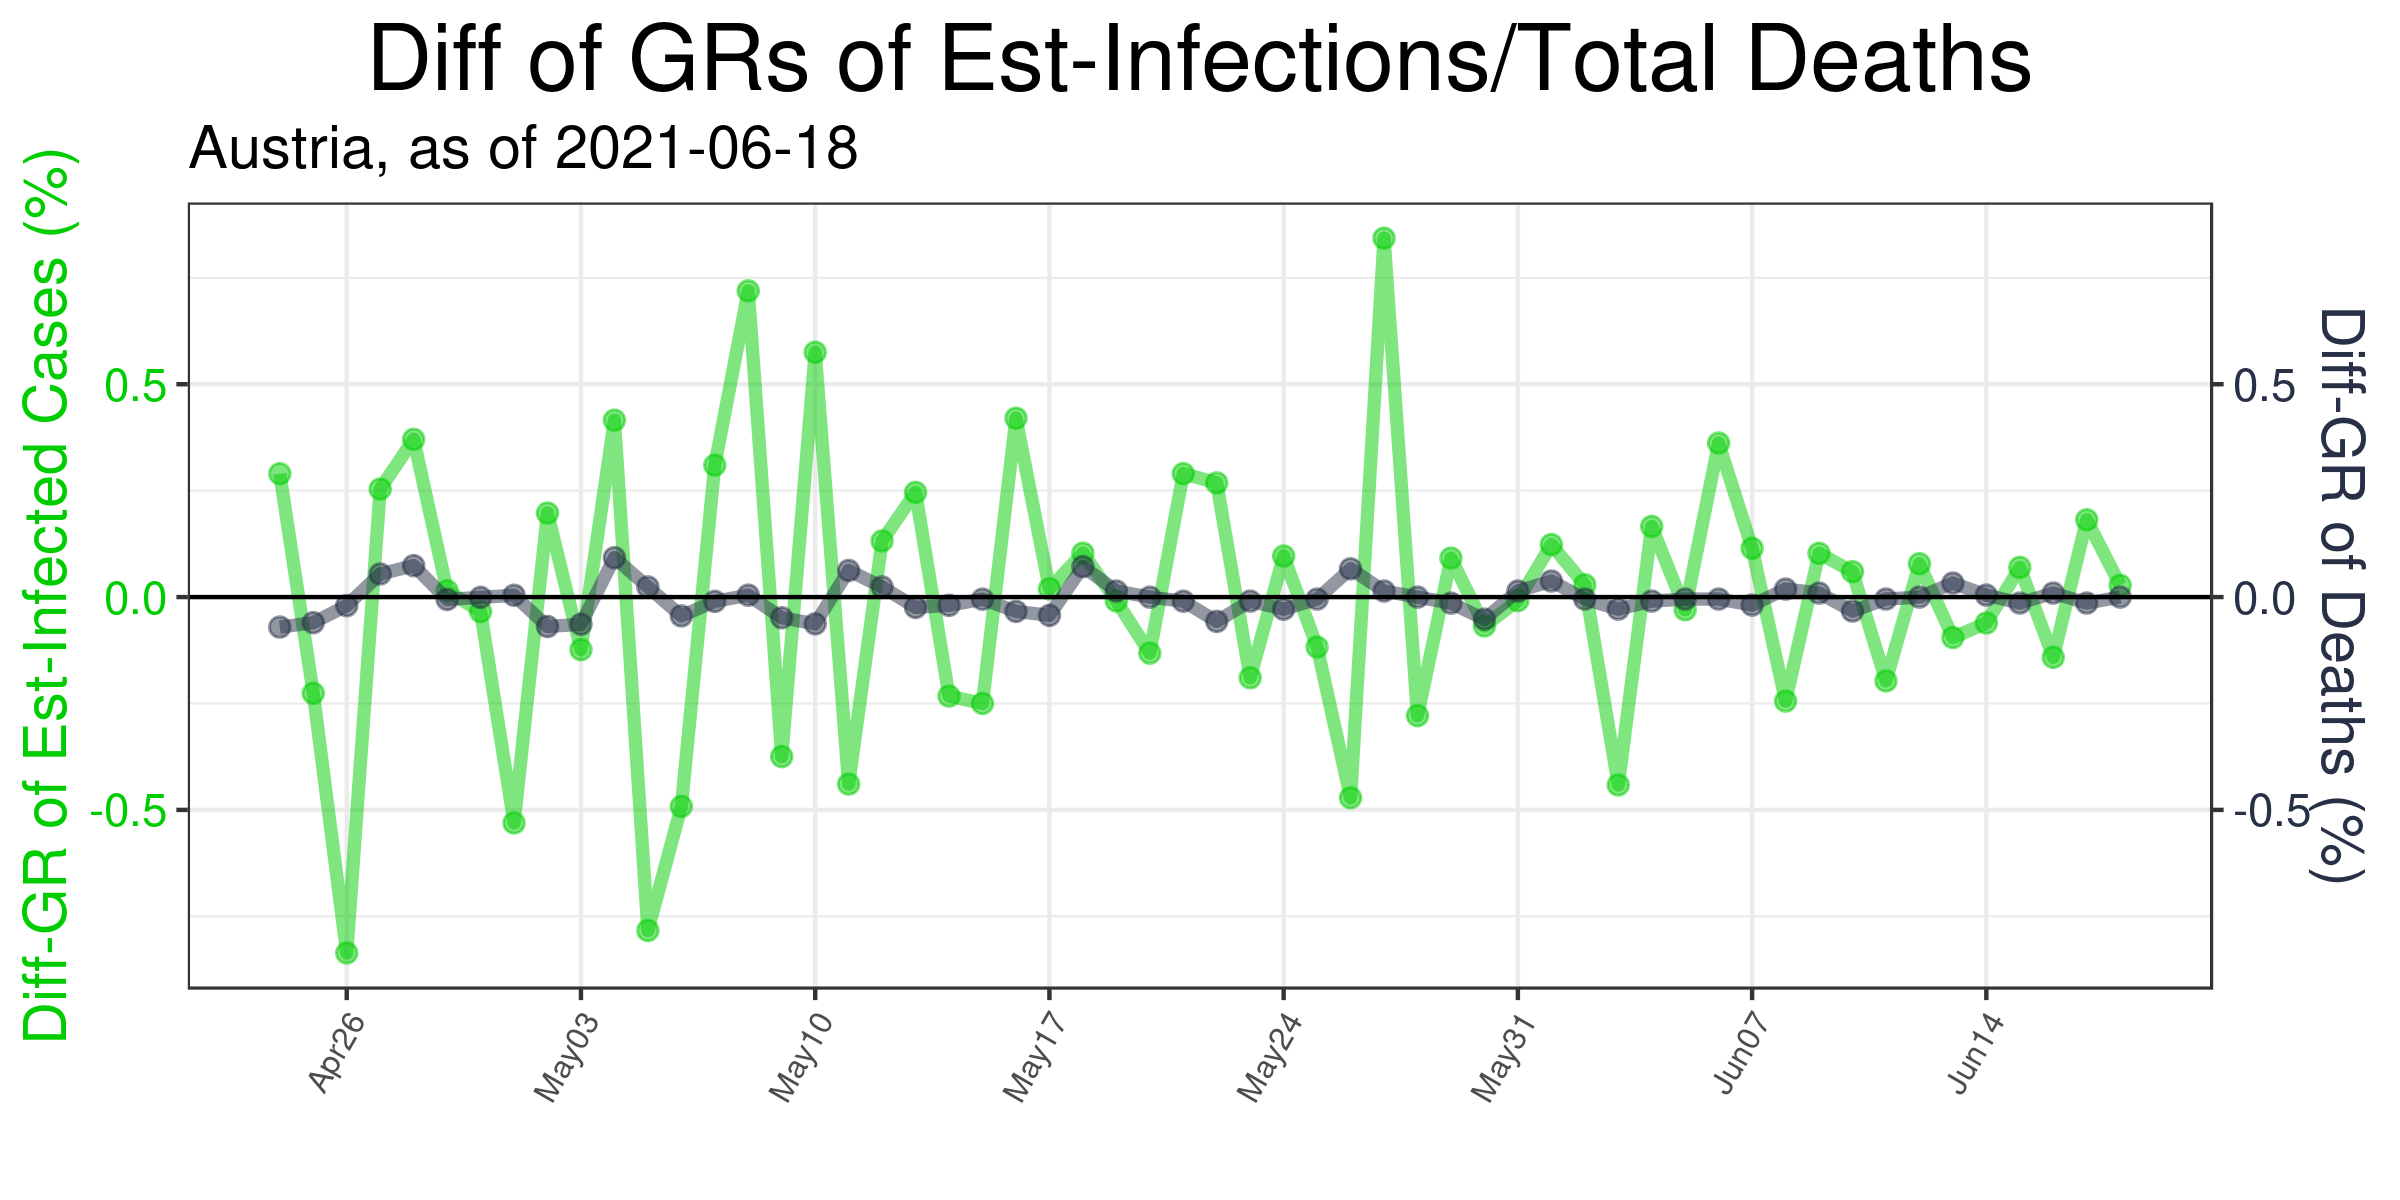 Diff of GRs of Est-Infections/Total Deaths
Austria, as of 2021-06-18
Diff-GR of Est-Infected Cases (%)
0.5
0.0
-0.5
0.5
0.0
-0.5
Diff-GR of Deaths (%)
Apr26
May03
May10
May17
May24
May31
Jun07
Jun14